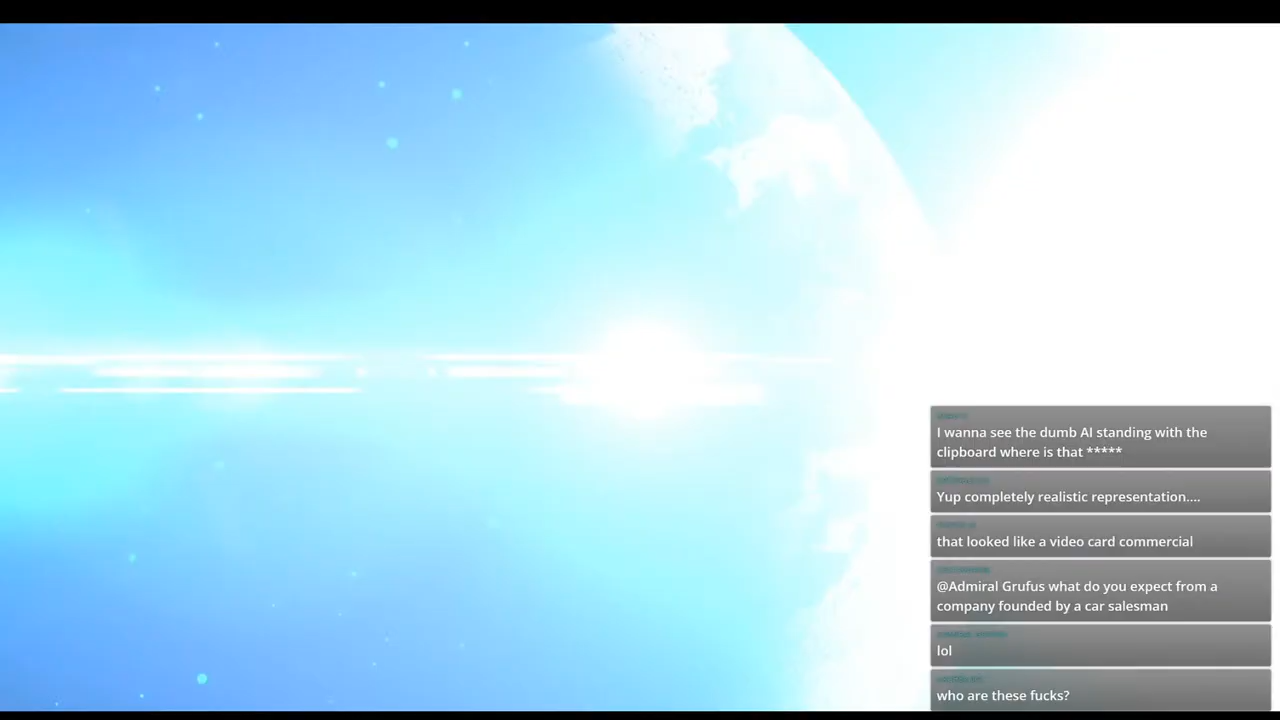 I wanna see the dumb AI standing with the
clipboard where is that *****
Yup completely realistic representation....
that looked like a video card commercial
@Admiral Grufus what do you expect from a
company founded by a car salesman
lol
who are these fucks?